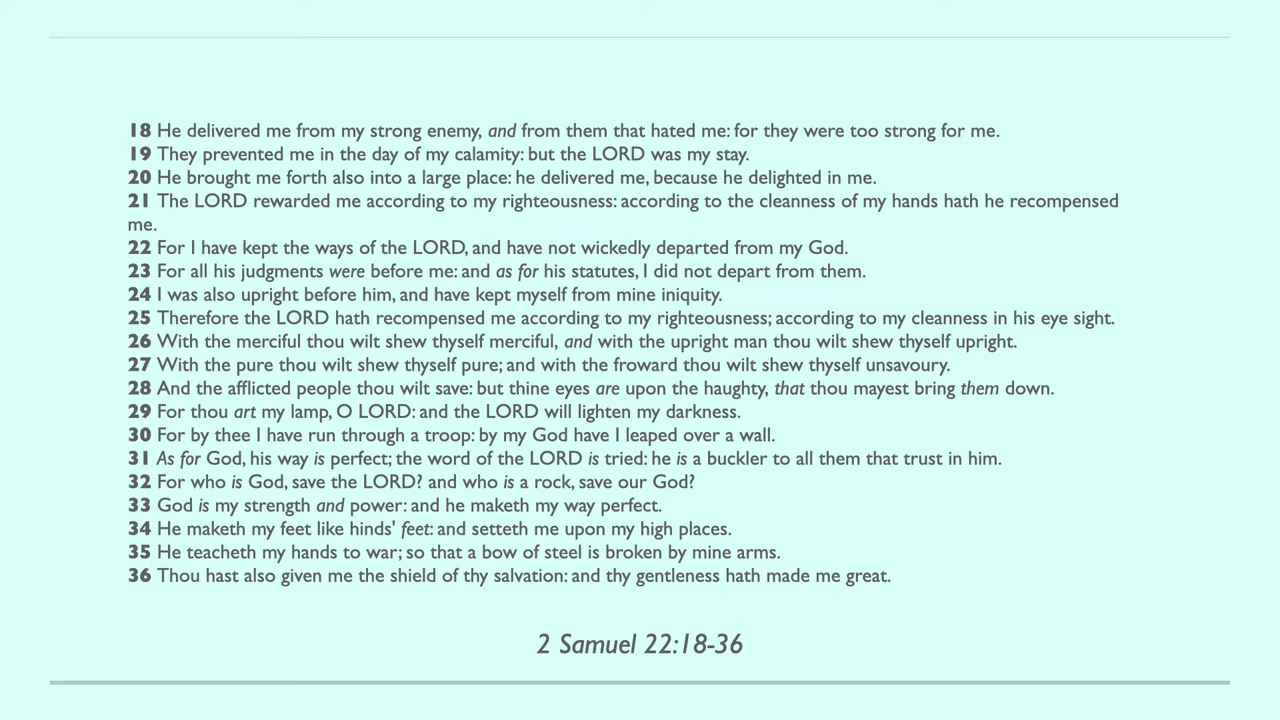 18 He delivered me from my strong enemy, and from them that hated me: for they were too strong for me.
19 They prevented me in the day of my calamity: but the LORD was my stay.
20 He brought me forth also into a large place: he delivered me, because he delighted in me.
21 The LORD rewarded me according to my righteousness: according to the cleanness of my hands hath he recompensed
me.
22 For I have kept the ways of the LORD, and have not wickedly departed from my God.
23 For all his judgments were before me: and as for his statutes, I did not depart from them.
24 I was also upright before him, and have kept myself from mine iniquity.
25 Therefore the LORD hath recompensed me according to my righteousness; according to my cleanness in his eye sight.
26 With the merciful thou wilt shew thyself merciful, and with the upright man thou wilt shew thyself upright.
27 With the pure thou wilt shew thyself pure; and with the froward thou wilt shew thyself unsavoury.
28 And the afflicted people thou wilt save: but thine eyes are upon the haughty, that thou mayest bring them down.
29 For thou art my lamp, O LORD: and the LORD will lighten my darkness.
30 For by thee I have run through a troop: by my God have I leaped over a wall.
31 As for God, his way is perfect; the word of the LORD is tried: he is a buckler to all them that trust in him.
32 For who is God, save the LORD? and who is a rock, save our God?
33 God is my strength and power: and he maketh my way perfect.
34 He maketh my feet like hinds' feet: and setteth me upon my high places.
35 He teacheth my hands to war; so that a bow of steel is broken by mine arms.
36 Thou hast also given me the shield of thy salvation: and thy gentleness hath made me great.
2 Samuel 22:18-36